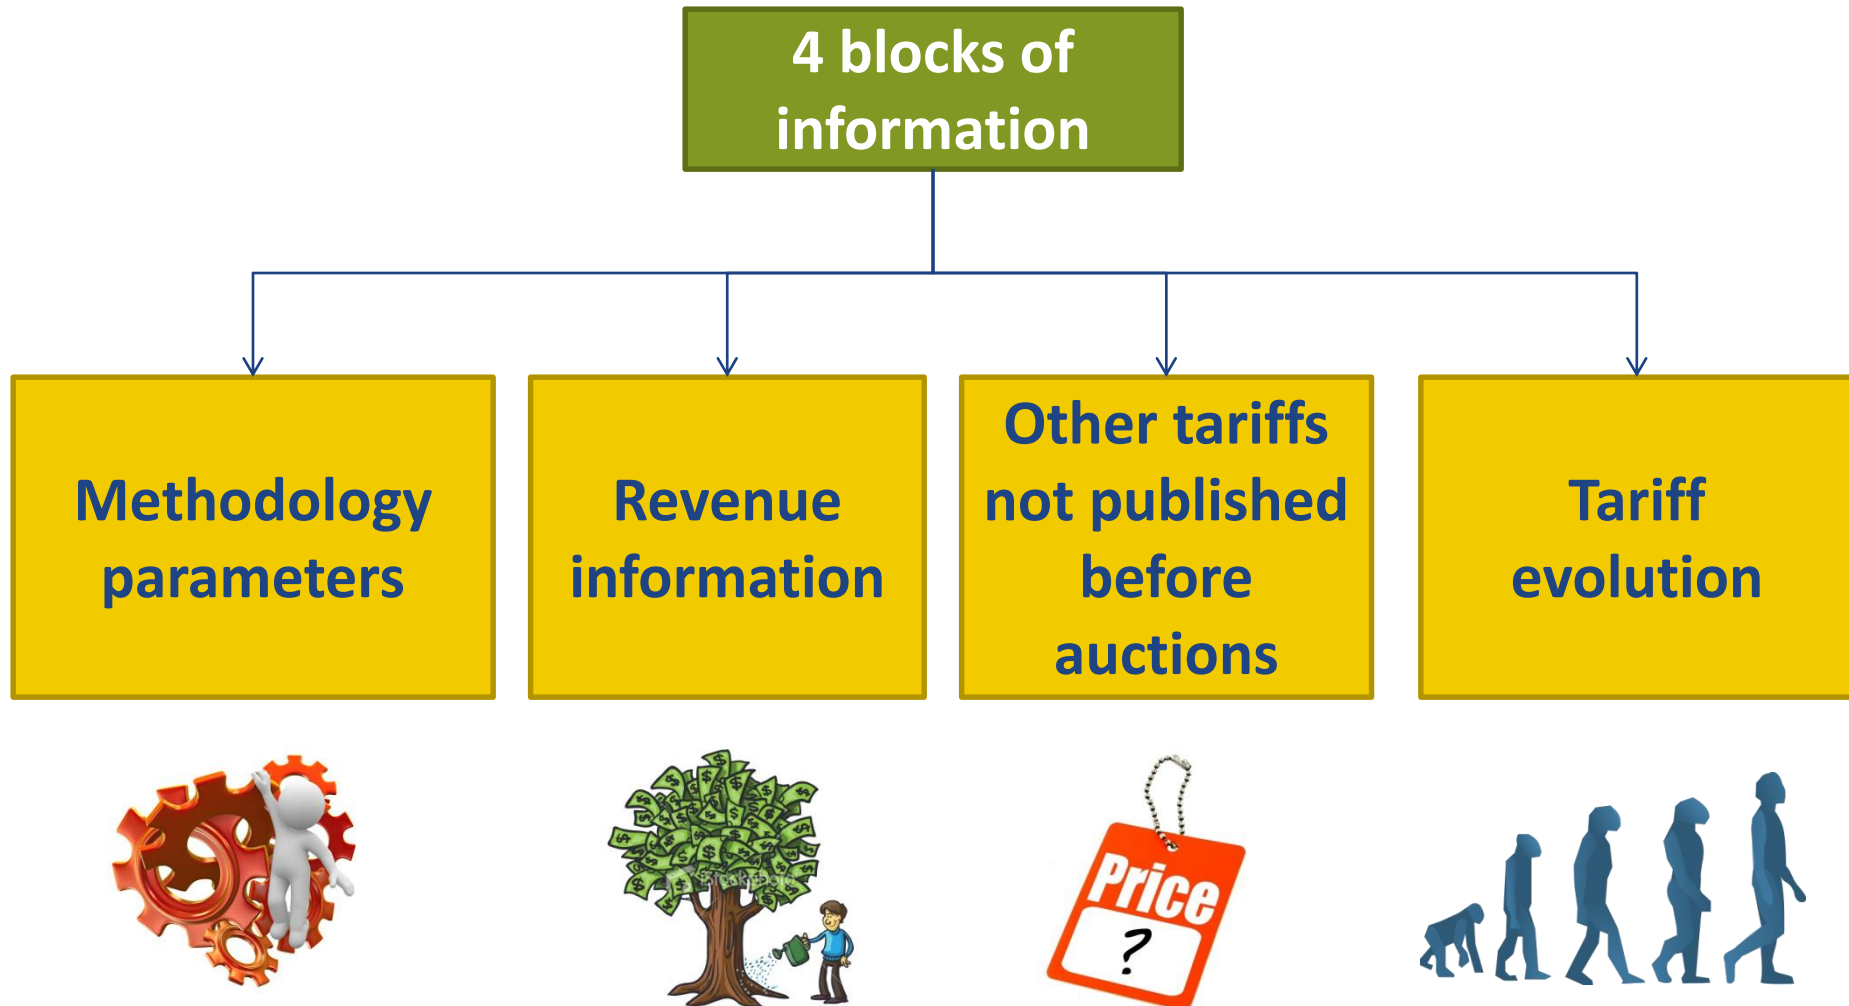 4 blocks of
information
Methodology
parameters
Revenue
information
Other tariffs
not published
before
auctions
Tariff
evolution
$
Price
?